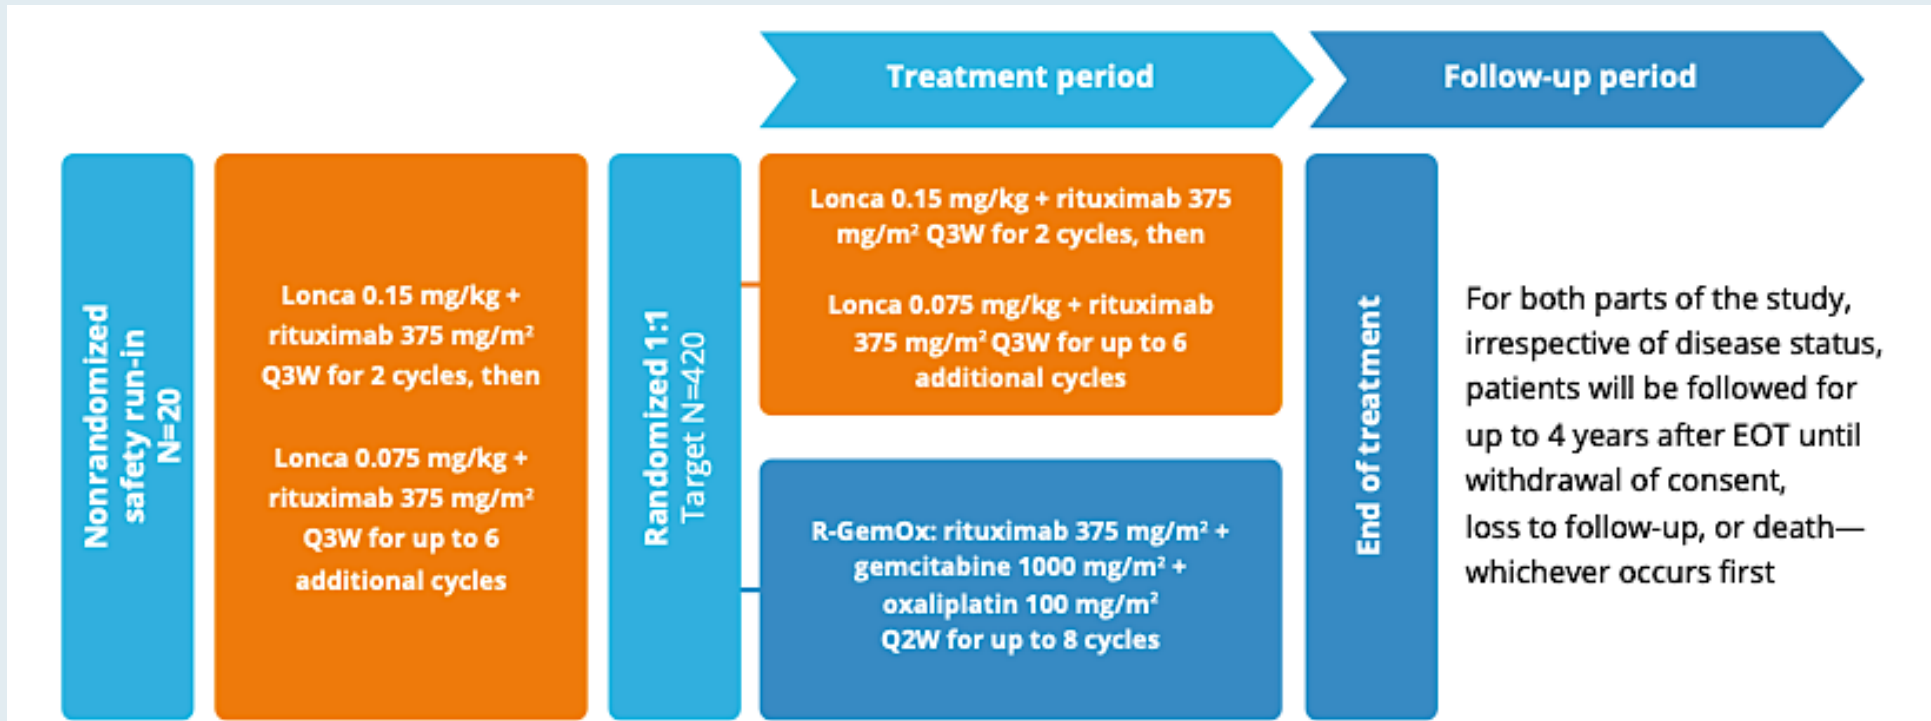 Treatment period
Follow-up period
Nonrandomized
safety run-in
N=20
Lonca 0.15 mg/kg +
rituximab 375 mg/m²
Q3W for 2 cycles, then
Lonca 0.075 mg/kg +
rituximab 375 mg/m²
Q3W for up to 6
additional cycles
Randomized 1:1
Target N=420
Lonca 0.15 mg/kg + rituximab 375
mg/m² Q3W for 2 cycles, then
Lonca 0.075 mg/kg + rituximab
375 mg/m² Q3W for up to 6
additional cycles
R-GemOx: rituximab 375 mg/m² +
gemcitabine 1000 mg/m² +
oxaliplatin 100 mg/m²
Q2W for up to 8 cycles
End of treatment
For both parts of the study,
irrespective of disease status,
patients will be followed for
up to 4 years after EOT until
withdrawal of consent,
loss to follow-up, or death—
whichever occurs first